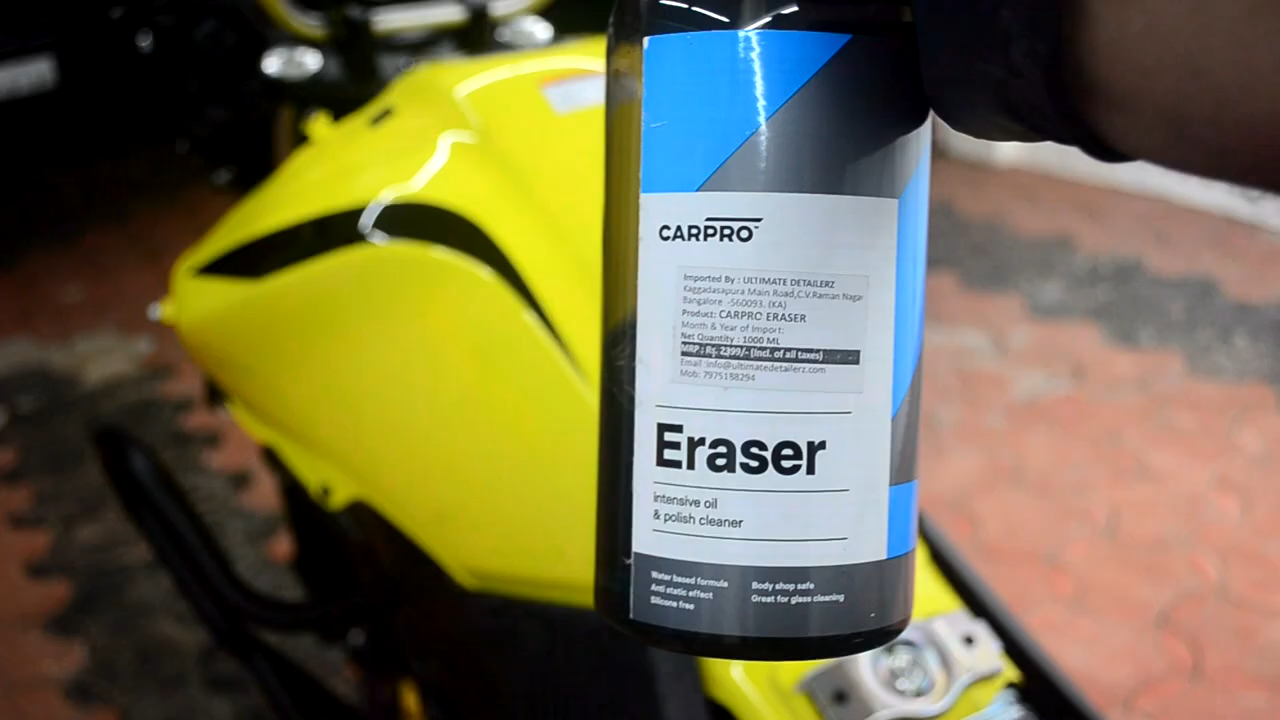 CARPRO™
Imported By : ULTIMATE DETAILERZ
Kaggadasapura Main Road,C.V.Raman Nagar
Bangalore -560093, (KA)
Product: CARPRO ERASER
Month & Year of Import:
Net Quantity : 1000 ML
MRP : Rs. 2399/- (Incl. of all taxes)
Email :info@ultimatedetailerz.com
Mob: 7975188294
Eraser
intensive oil
& polish cleaner
Water based formula
Anti static effect
Silicone free
Body shop safe
Great for glass cleaning